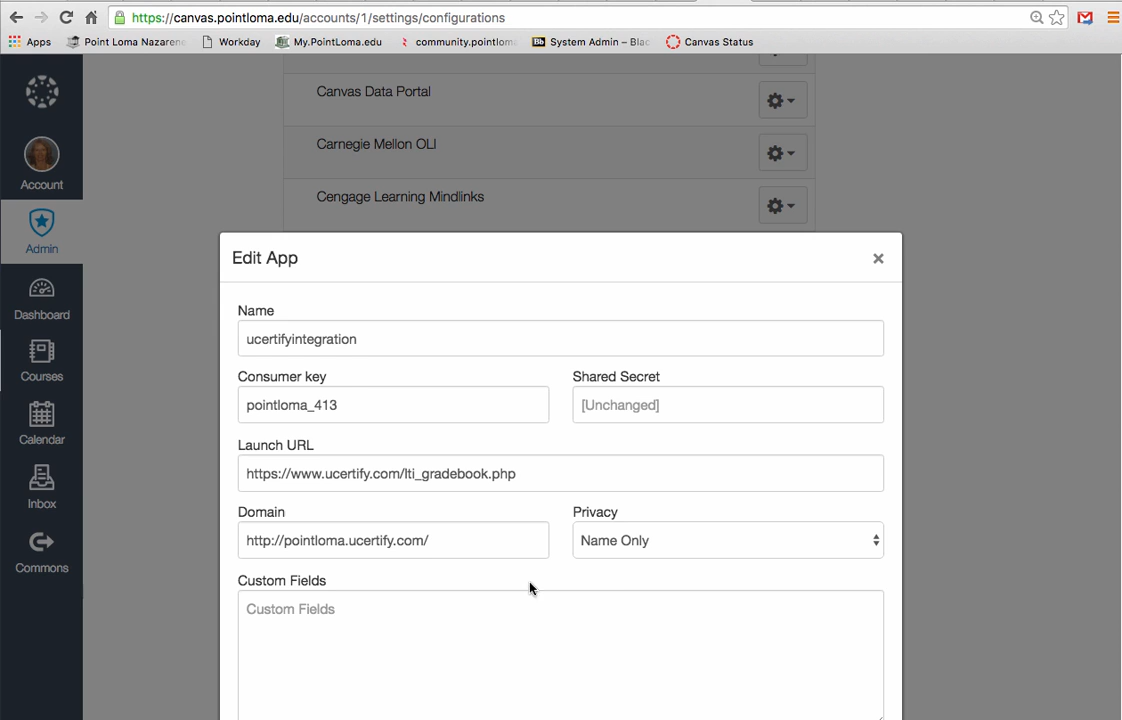 https://canvas.pointloma.edu/accounts/1/settings/configurations
Apps Point Loma Nazaren Workday My.PointLoma.edu community.pointlom System Admin – Blac Canvas Status
Canvas Data Portal
Carnegie Mellon OLI
Cengage Learning Mindlinks
Account
Admin
Dashboard
Courses
Calendar
Inbox
Commons
Edit App
×
Name
ucertifyintegration
Consumer key Shared Secret
pointloma_413 [Unchanged]
Launch URL
https://www.ucertify.com/lti_gradebook.php
Domain Privacy
http://pointloma.ucertify.com/ Name Only
Custom Fields
Custom Fields